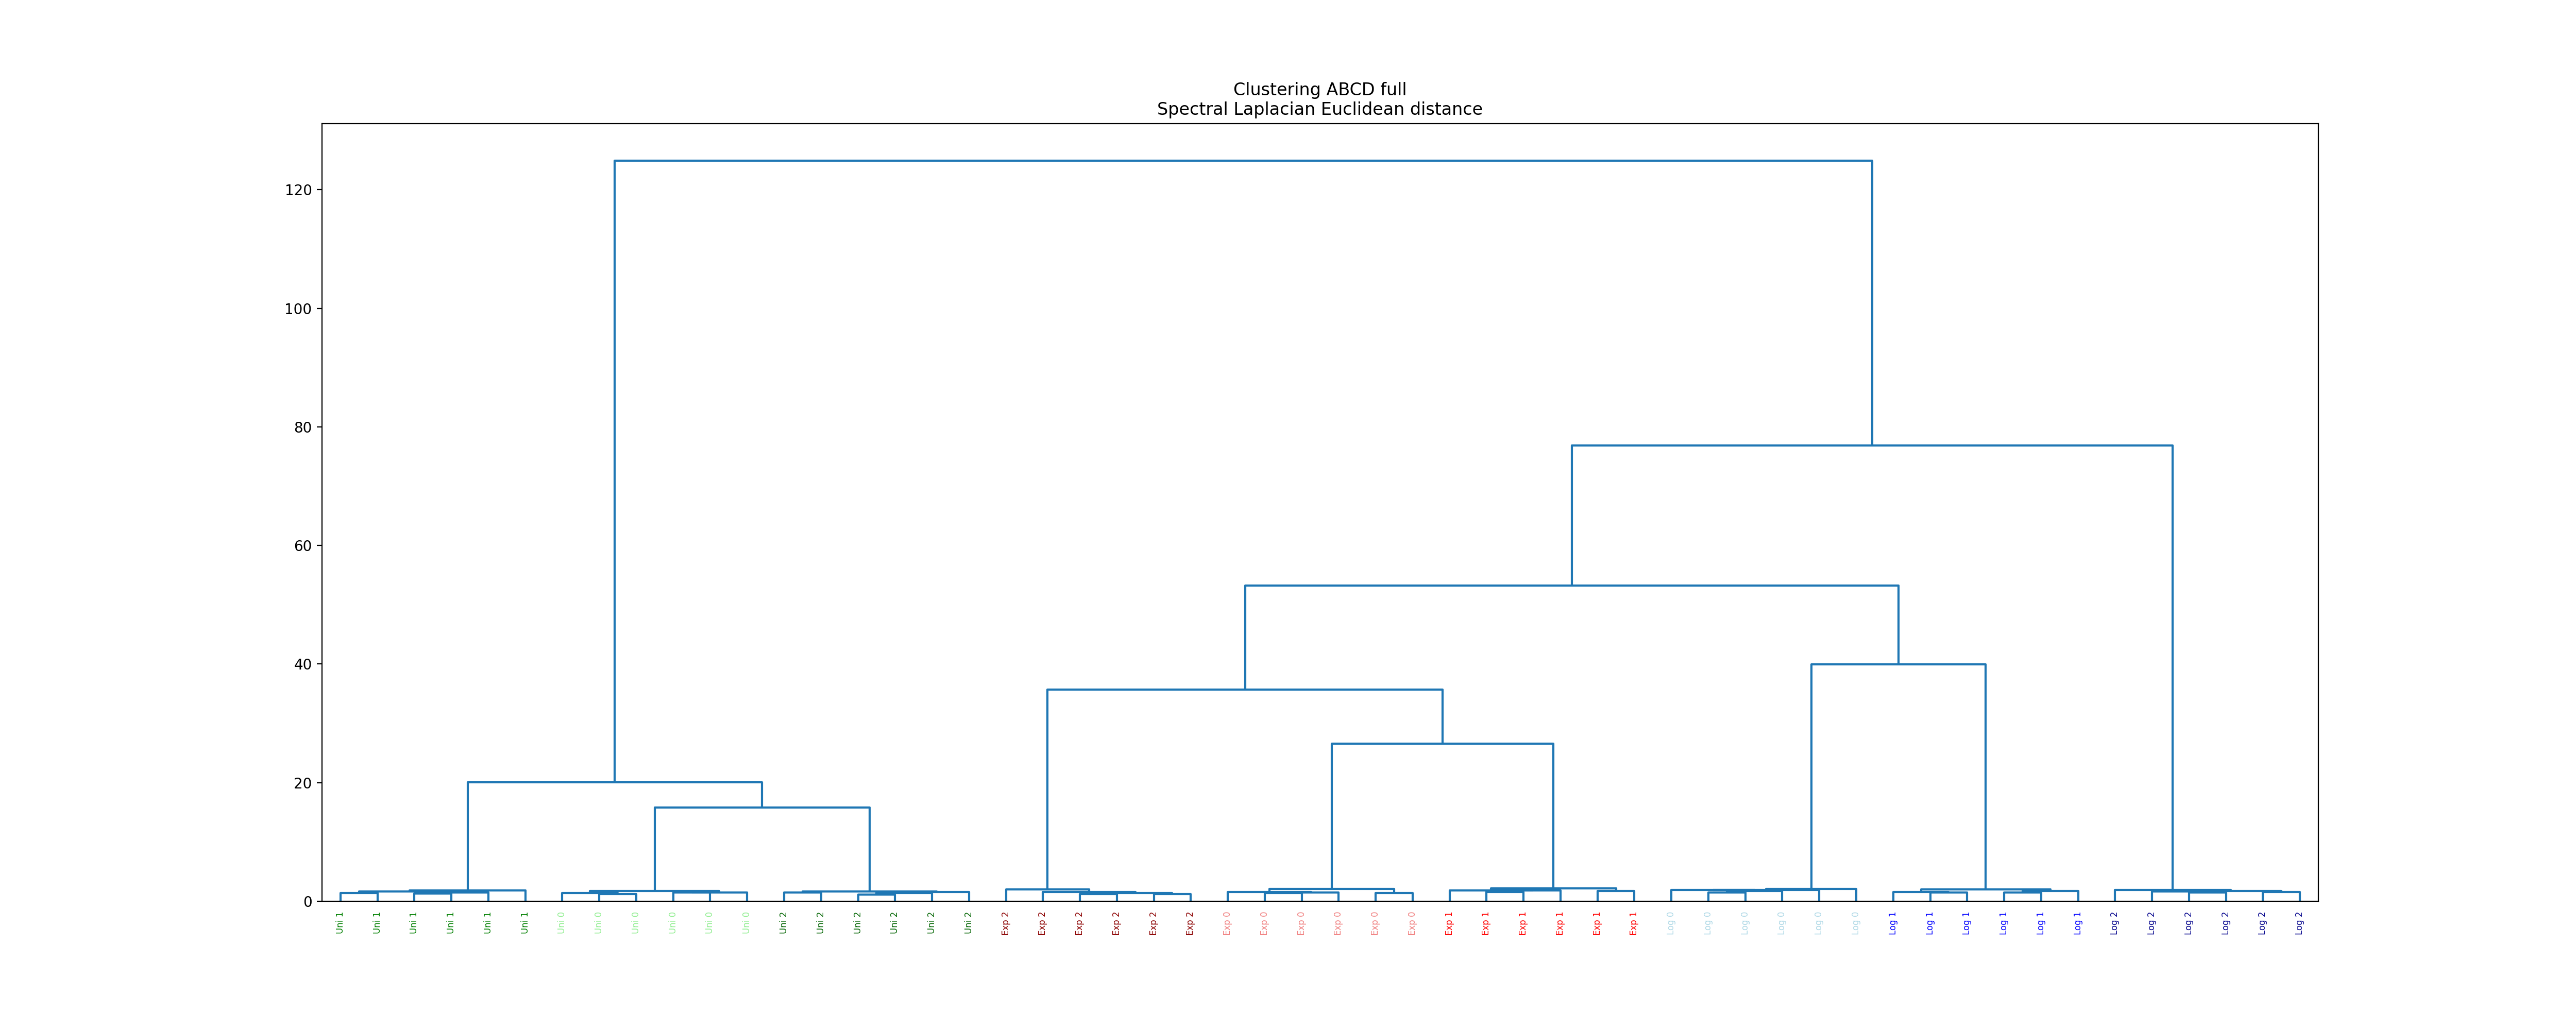 Clustering ABCD full
Spectral Laplacian Euclidean distance
120
100
80
60
40
20
0
Uni 1 Uni 1 Uni 1 Uni 1 Uni 1 Uni 1 Uni 0 Uni 0 Uni 0 Uni 0 Uni 0 Uni 0 Uni 2 Uni 2 Uni 2 Uni 2 Uni 2 Uni 2 Exp 2 Exp 2 Exp 2 Exp 2 Exp 2 Exp 2 Exp 0 Exp 0 Exp 0 Exp 0 Exp 0 Exp 0 Exp 1 Exp 1 Exp 1 Exp 1 Exp 1 Exp 1 Log 0 Log 0 Log 0 Log 0 Log 0 Log 0 Log 1 Log 1 Log 1 Log 1 Log 1 Log 1 Log 2 Log 2 Log 2 Log 2 Log 2 Log 2